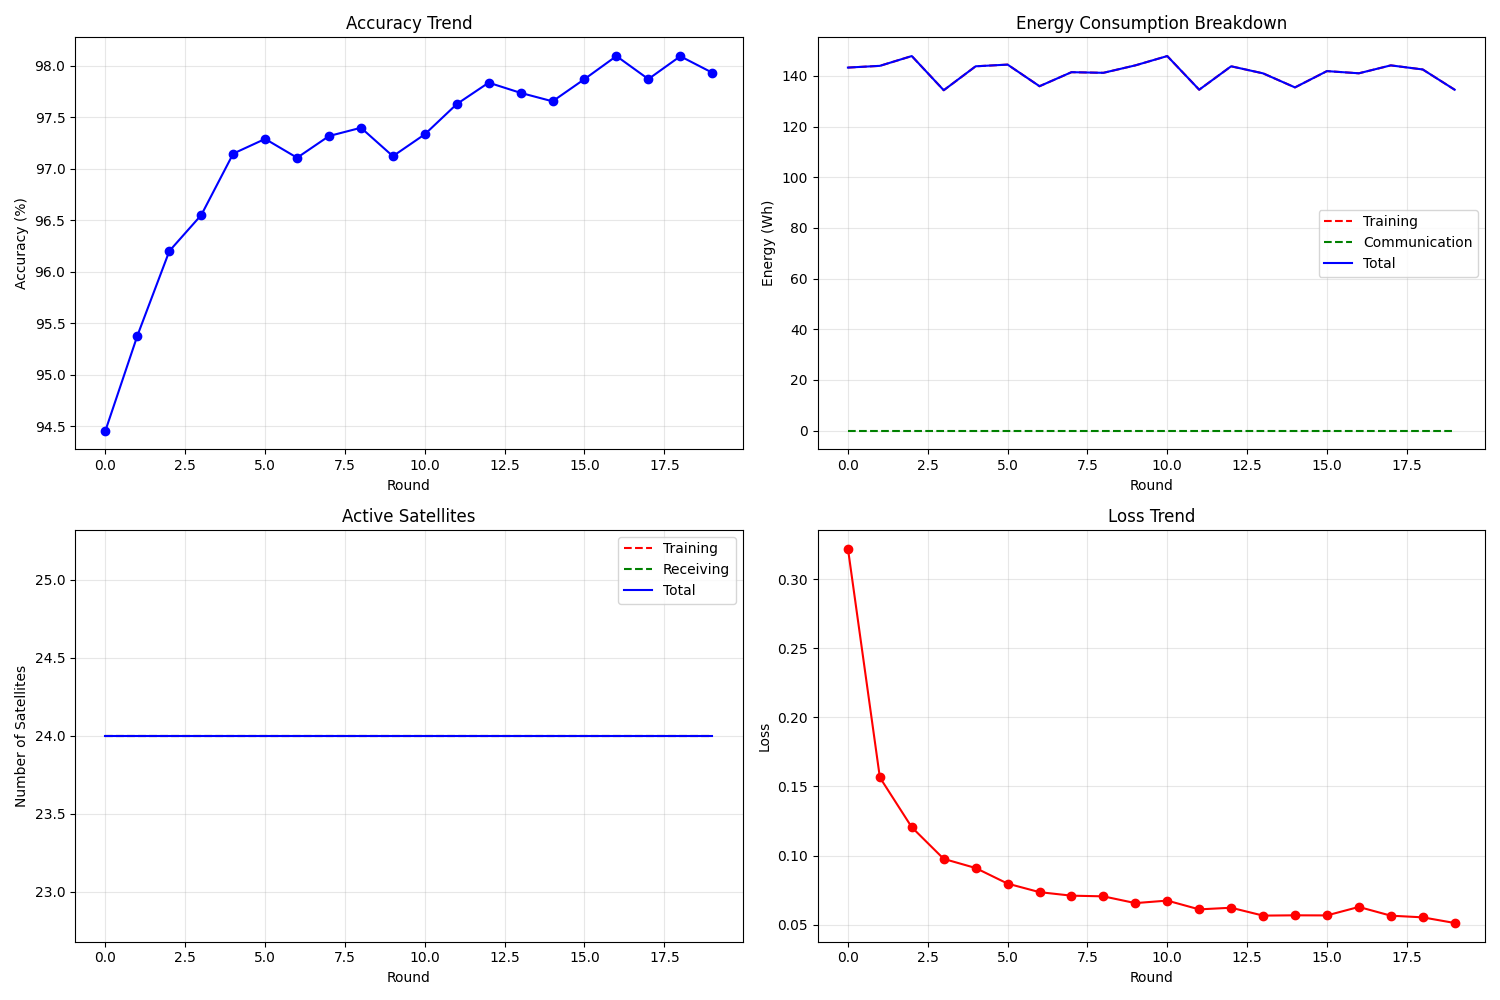 Accuracy Trend
98.0
97.5
97.0
96.5
96.0
95.5
95.0
94.5
Accuracy (%)
0.0 2.5 5.0 7.5 10.0 12.5 15.0 17.5
Round
Energy Consumption Breakdown
140
120
100
80
60
40
20
0
Energy (Wh)
Training
Communication
Total
0.0 2.5 5.0 7.5 10.0 12.5 15.0 17.5
Round
Active Satellites
25.0
24.5
24.0
23.5
23.0
Number of Satellites
Training
Receiving
Total
0.0 2.5 5.0 7.5 10.0 12.5 15.0 17.5
Round
Loss Trend
0.30
0.25
0.20
0.15
0.10
0.05
Loss
0.0 2.5 5.0 7.5 10.0 12.5 15.0 17.5
Round